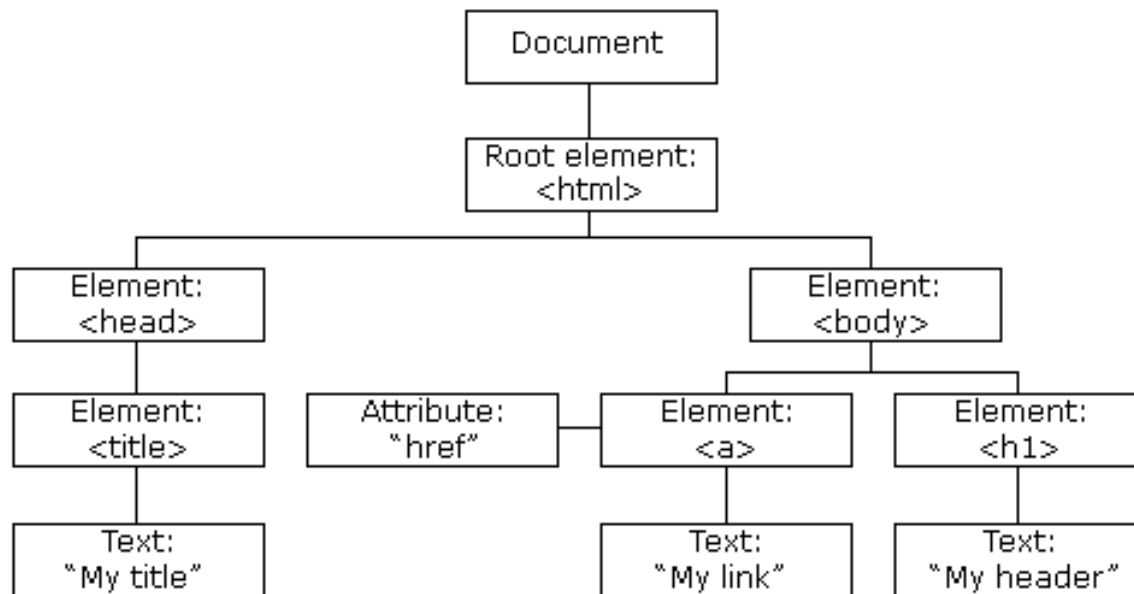 Document
Root element:
<html>
Element:
<head>
Element:
<body>
Element:
<title>
Attribute:
“href”
Element:
<a>
Element:
<h1>
Text:
“My title”
Text:
“My link”
Text:
“My header”